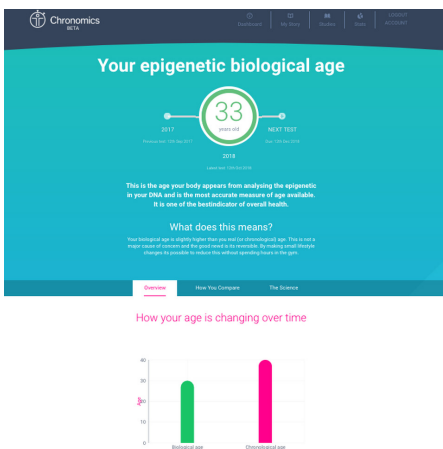 Chronomics
BETA
Dashboard
My Story
Studies
Stats
LOGOUT
ACCOUNT
Your epigenetic biological age
33
years old
2017
NEXT TEST
2018
This is the age your body appears from analysing the epigenetic
in your DNA and is the most accurate measure of age available.
It is one of the bestindicator of overall health.
What does this means?
Your biological age is slightly higher than you real (or chronological) age. This is not a
major cause of concern and the good newd is its reversible. By making small lifestyle
changes its possible to reduce this without spending hours in the gym.
Overview
How You Compare
The Science
How your age is changing over time
40
30
Age
20
10
0
Biological age
Chronological age